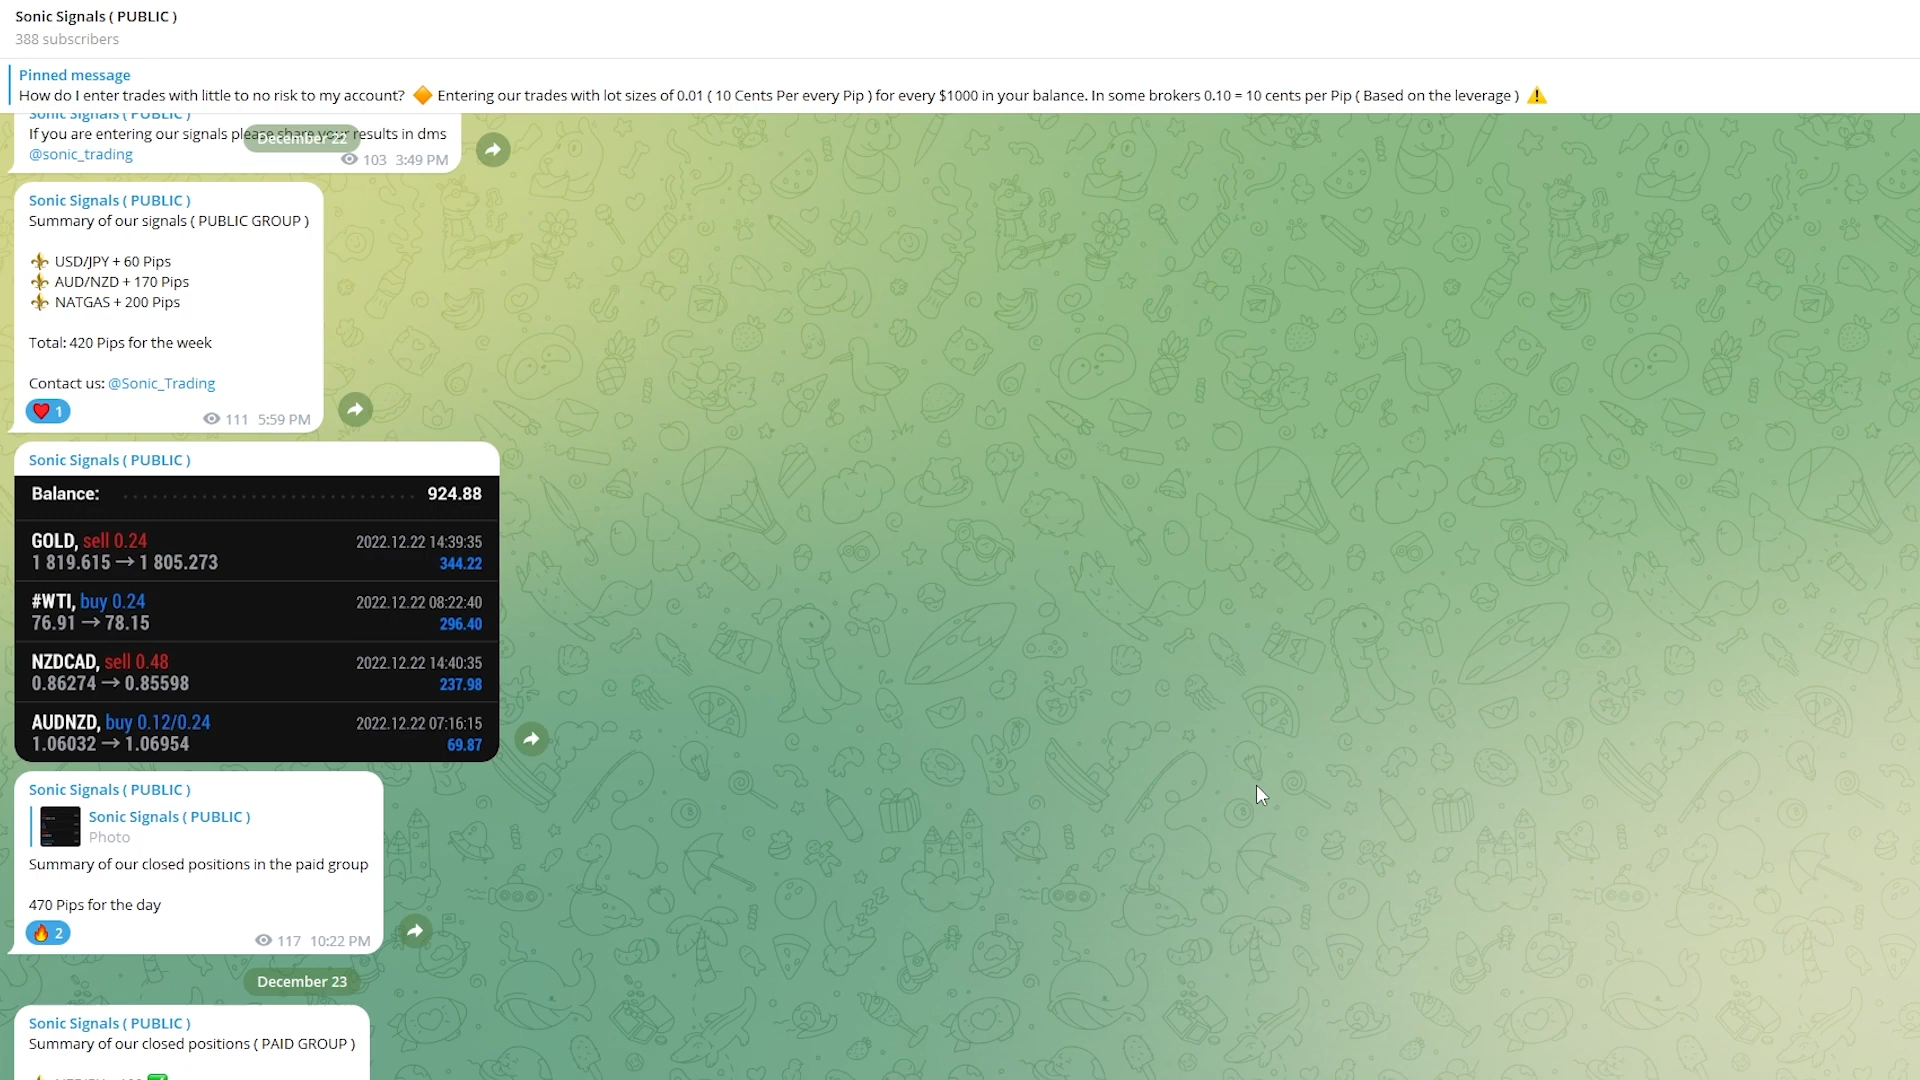 Sonic Signals ( PUBLIC )
388 subscribers
Pinned message
How do I enter trades with little to no risk to my account? 🔶 Entering our trades with lot sizes of 0.01 ( 10 Cents Per every Pip ) for every $1000 in your balance. In some brokers 0.10 = 10 cents per Pip ( Based on the leverage ) ⚠️
Sonic Signals ( PUBLIC )
If you are entering our signals please share your results in dms
December 22
@sonic_trading
103 3:49 PM
Sonic Signals ( PUBLIC )
Summary of our signals ( PUBLIC GROUP )
⚜️ USD/JPY + 60 Pips
⚜️ AUD/NZD + 170 Pips
⚜️ NATGAS + 200 Pips
Total: 420 Pips for the week
Contact us: @Sonic_Trading
❤️ 1
111 5:59 PM
Sonic Signals ( PUBLIC )
Balance: 924.88
GOLD, sell 0.24 2022.12.22 14:39:35
1 819.615 → 1 805.273 344.22
#WTI, buy 0.24 2022.12.22 08:22:40
76.91 → 78.15 296.40
NZDCAD, sell 0.48 2022.12.22 14:40:35
0.86274 → 0.85598 237.98
AUDNZD, buy 0.12/0.24 2022.12.22 07:16:15
1.06032 → 1.06954 69.87
Sonic Signals ( PUBLIC )
Sonic Signals ( PUBLIC )
Photo
Summary of our closed positions in the paid group
470 Pips for the day
🔥 2
117 10:22 PM
December 23
Sonic Signals ( PUBLIC )
Summary of our closed positions ( PAID GROUP )